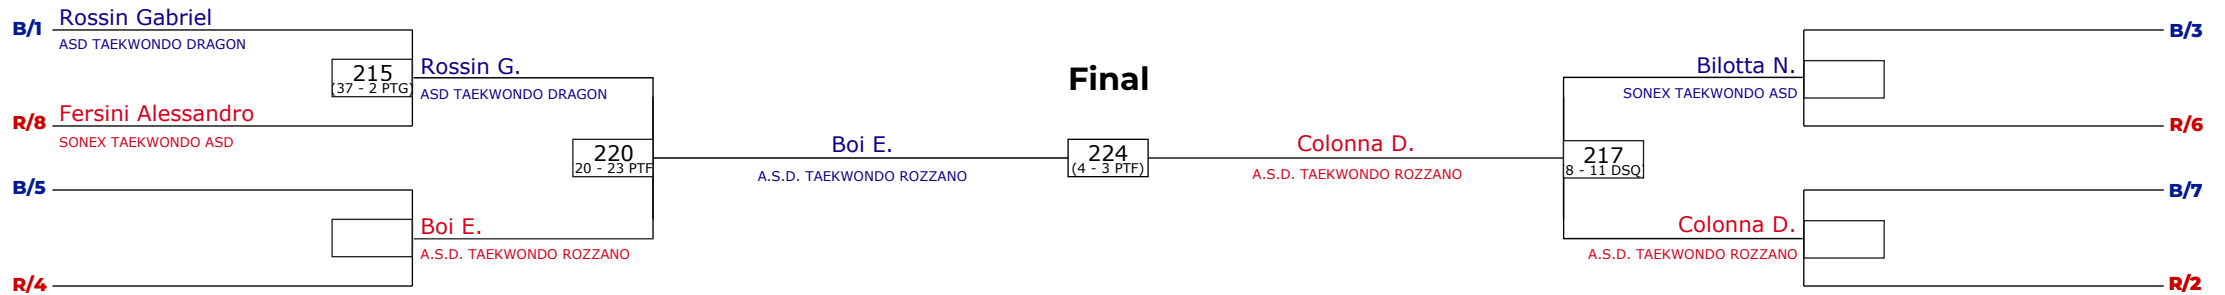 B/1
Rossin Gabriel
ASD TAEKWONDO DRAGON
215
(37 - 2 PTG)
Rossin G.
ASD TAEKWONDO DRAGON
R/8
Fersini Alessandro
SONEX TAEKWONDO ASD
220
20 - 23 PTF
B/5
Boi E.
A.S.D. TAEKWONDO ROZZANO
R/4
Final
Boi E.
A.S.D. TAEKWONDO ROZZANO
224
(4 - 3 PTF)
Colonna D.
A.S.D. TAEKWONDO ROZZANO
B/3
Bilotta N.
SONEX TAEKWONDO ASD
R/6
217
8 - 11 DSQ
B/7
Colonna D.
A.S.D. TAEKWONDO ROZZANO
R/2